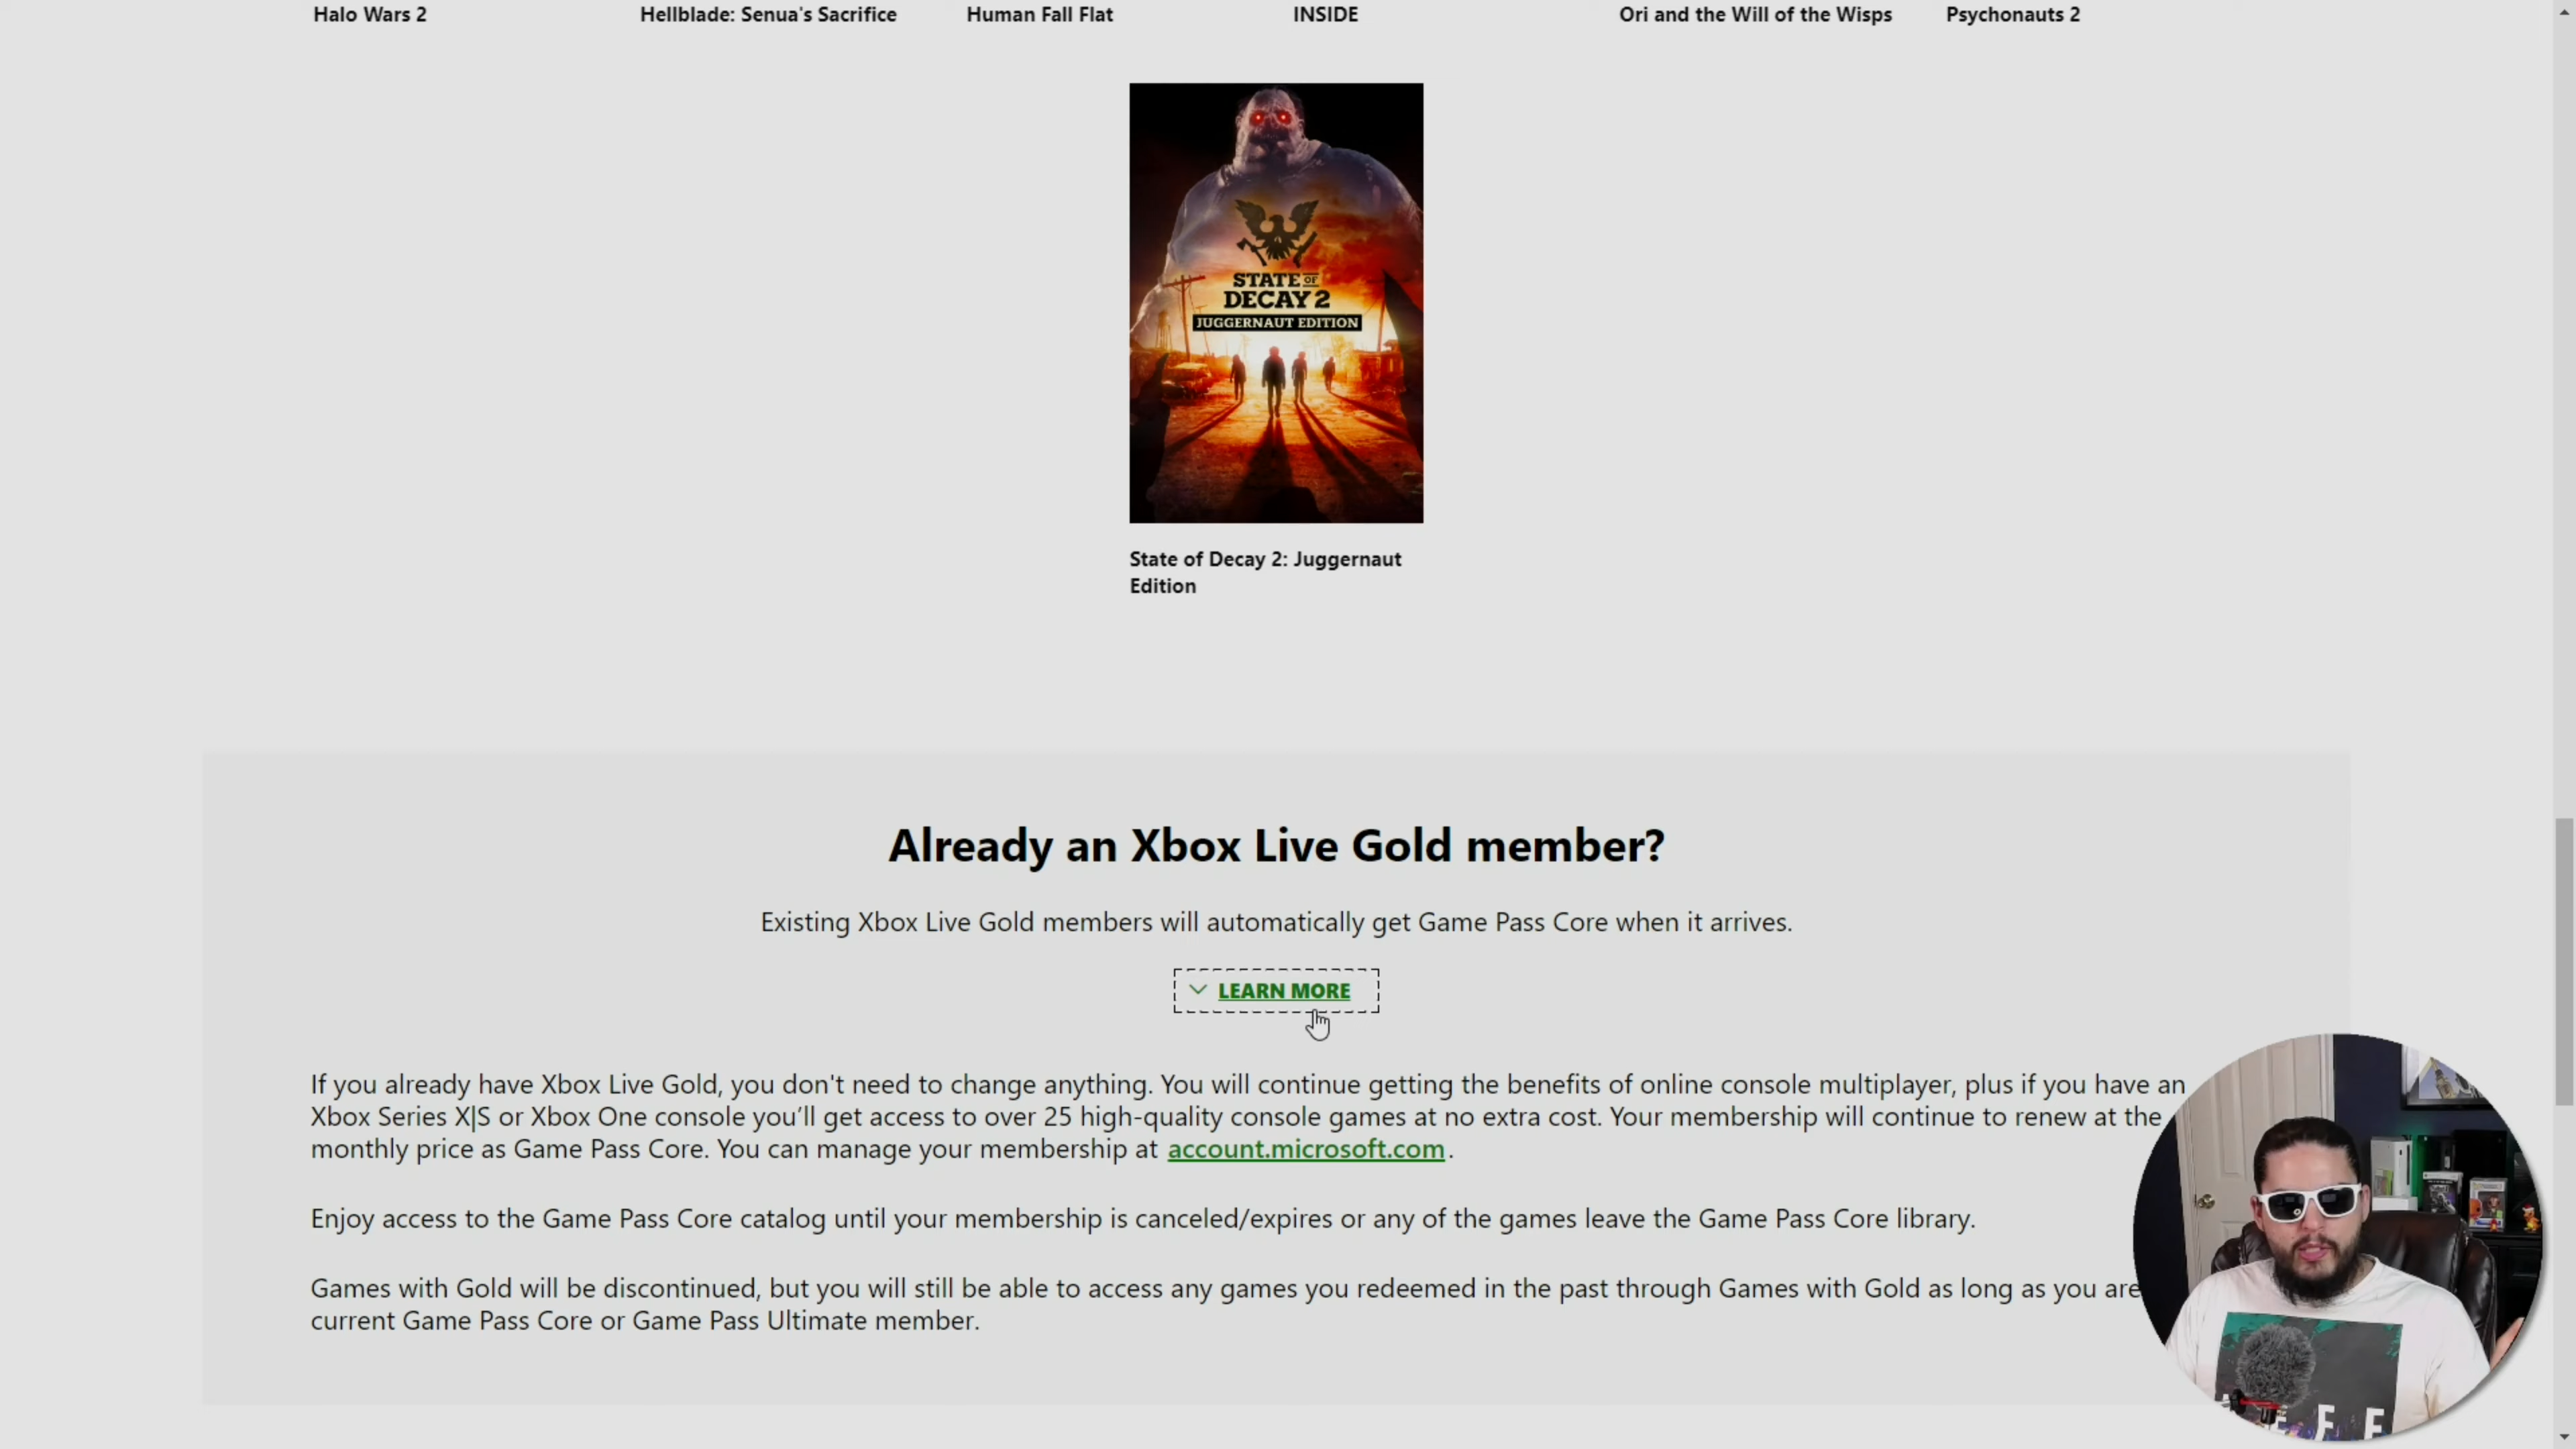 Halo Wars 2
Hellblade: Senua's Sacrifice
Human Fall Flat
INSIDE
Ori and the Will of the Wisps
Psychonauts 2
STATE OF
DECAY 2
JUGGERNAUT EDITION
State of Decay 2: Juggernaut
Edition
Already an Xbox Live Gold member?
Existing Xbox Live Gold members will automatically get Game Pass Core when it arrives.
LEARN MORE
If you already have Xbox Live Gold, you don't need to change anything. You will continue getting the benefits of online console multiplayer, plus if you have an
Xbox Series X|S or Xbox One console you'll get access to over 25 high-quality console games at no extra cost. Your membership will continue to renew at the
monthly price as Game Pass Core. You can manage your membership at account.microsoft.com.
Enjoy access to the Game Pass Core catalog until your membership is canceled/expires or any of the games leave the Game Pass Core library.
Games with Gold will be discontinued, but you will still be able to access any games you redeemed in the past through Games with Gold as long as you are
current Game Pass Core or Game Pass Ultimate member.